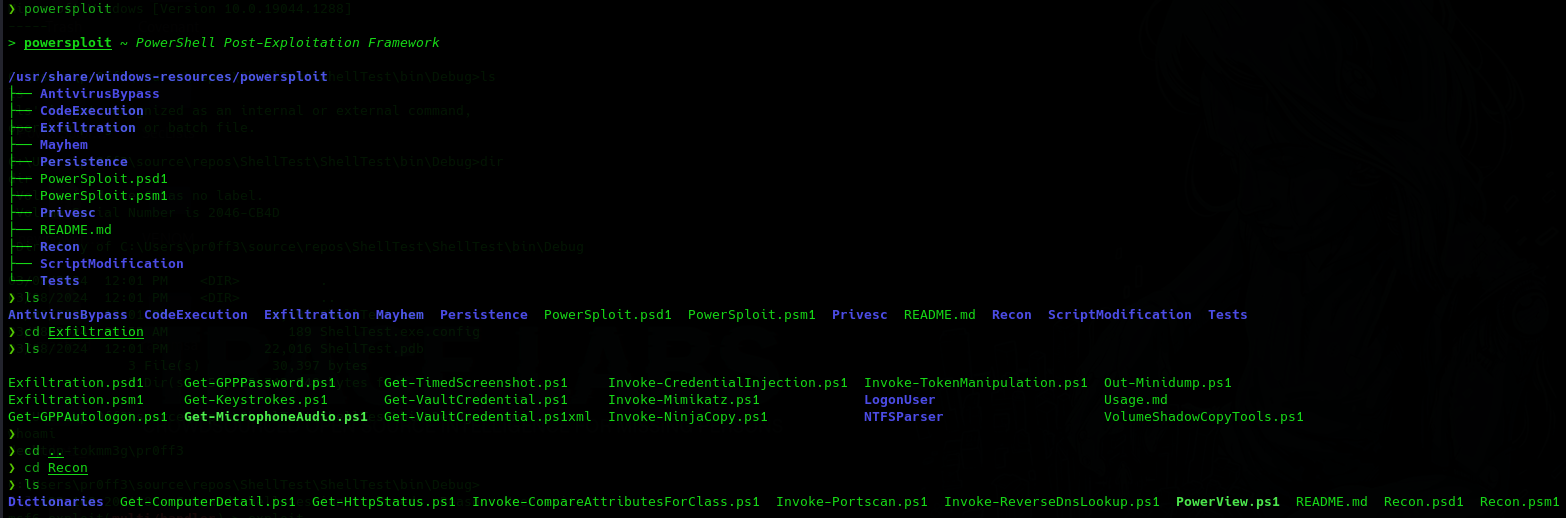 ❯ powersploit
> powersploit ~ PowerShell Post-Exploitation Framework
/usr/share/windows-resources/powersploit
├── AntivirusBypass
├── CodeExecution
├── Exfiltration
├── Mayhem
├── Persistence
├── PowerSploit.psd1
├── PowerSploit.psm1
├── Privesc
├── README.md
├── Recon
├── ScriptModification
└── Tests
❯ ls
AntivirusBypass CodeExecution Exfiltration Mayhem Persistence PowerSploit.psd1 PowerSploit.psm1 Privesc README.md Recon ScriptModification Tests
❯ cd Exfiltration
❯ ls
Exfiltration.psd1 Get-GPPPassword.ps1 Get-TimedScreenshot.ps1 Invoke-CredentialInjection.ps1 Invoke-TokenManipulation.ps1 Out-Minidump.ps1
Exfiltration.psm1 Get-Keystrokes.ps1 Get-VaultCredential.ps1 Invoke-Mimikatz.ps1 LogonUser Usage.md
Get-GPPAutologon.ps1 Get-MicrophoneAudio.ps1 Get-VaultCredential.ps1xml Invoke-NinjaCopy.ps1 NTFSParser VolumeShadowCopyTools.ps1
❯
❯ cd ..
❯ cd Recon
❯ ls
Dictionaries Get-ComputerDetail.ps1 Get-HttpStatus.ps1 Invoke-CompareAttributesForClass.ps1 Invoke-Portscan.ps1 Invoke-ReverseDnsLookup.ps1 PowerView.ps1 README.md Recon.psd1 Recon.psm1